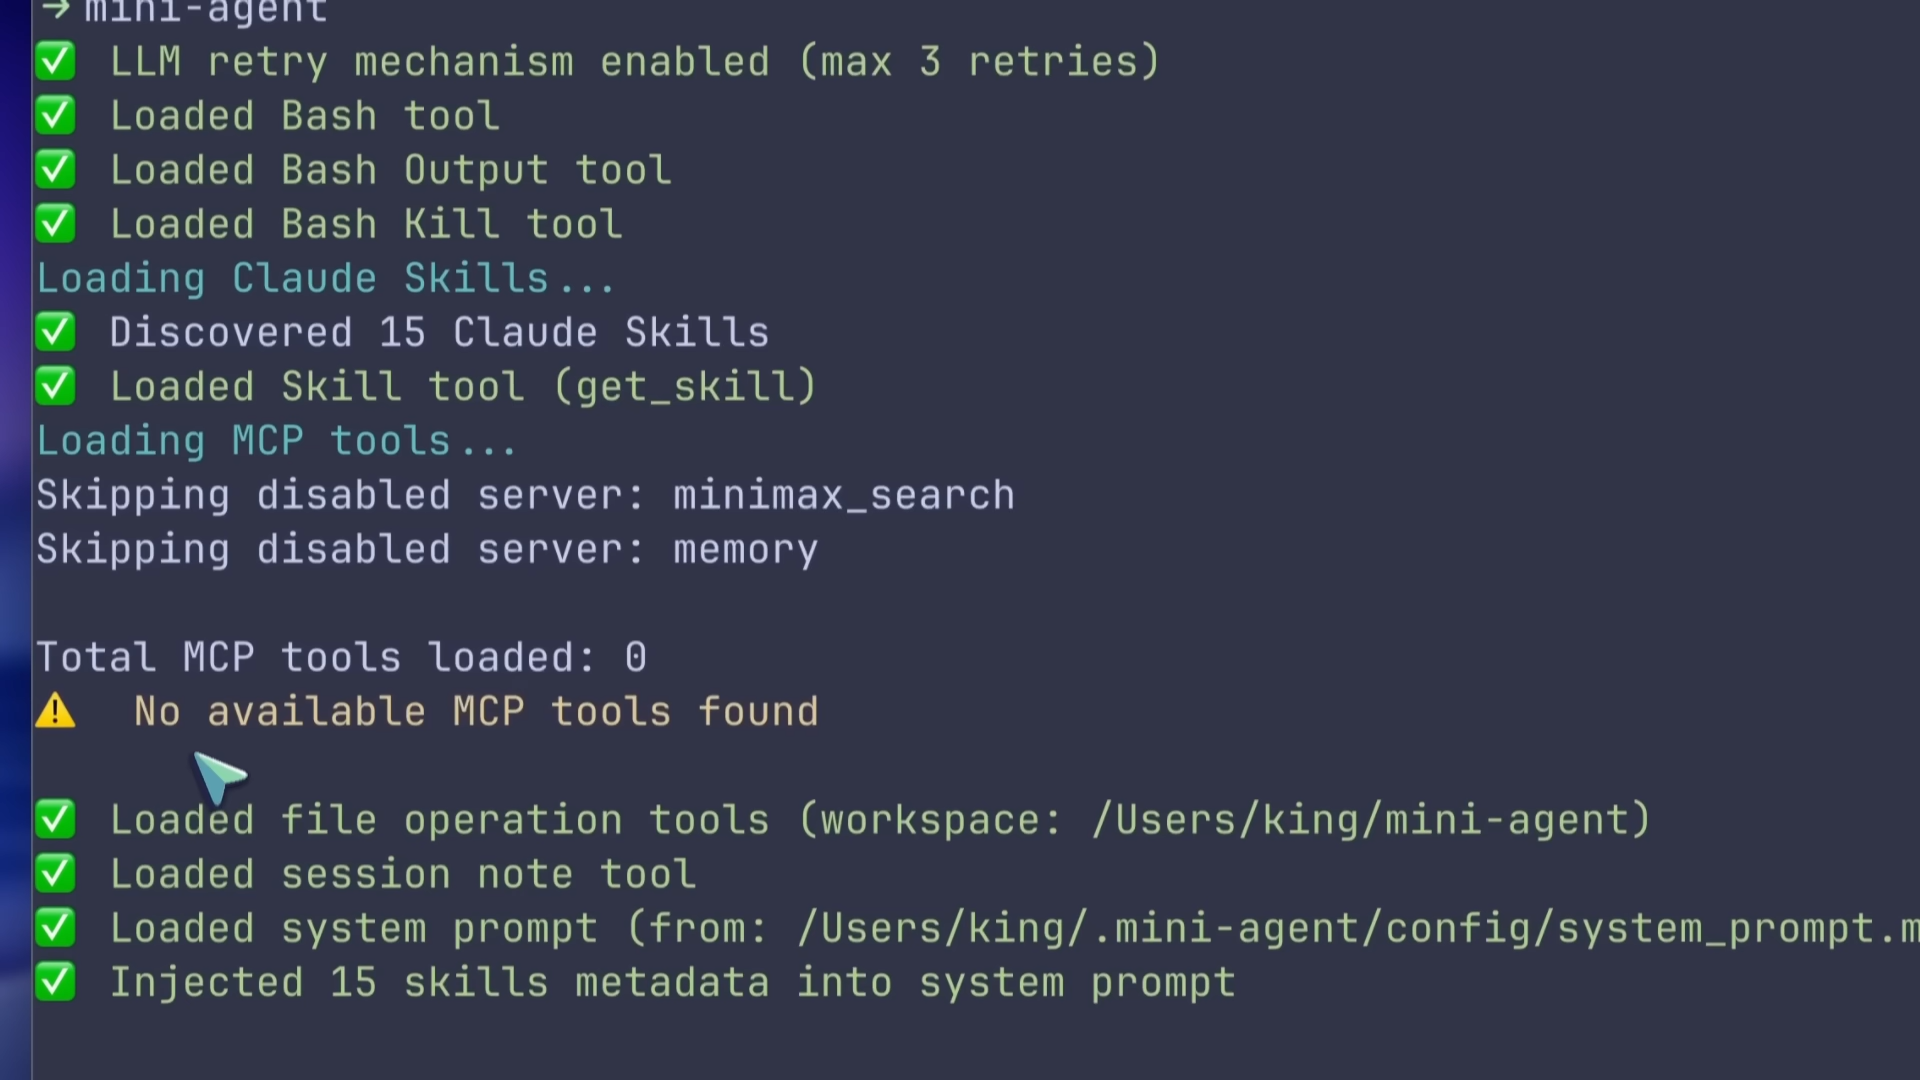 → mini-agent
✅ LLM retry mechanism enabled (max 3 retries)
✅ Loaded Bash tool
✅ Loaded Bash Output tool
✅ Loaded Bash Kill tool
Loading Claude Skills...
✅ Discovered 15 Claude Skills
✅ Loaded Skill tool (get_skill)
Loading MCP tools...
Skipping disabled server: minimax_search
Skipping disabled server: memory
Total MCP tools loaded: 0
⚠️ No available MCP tools found
✅ Loaded file operation tools (workspace: /Users/king/mini-agent)
✅ Loaded session note tool
✅ Loaded system prompt (from: /Users/king/.mini-agent/config/system_prompt.m
✅ Injected 15 skills metadata into system prompt